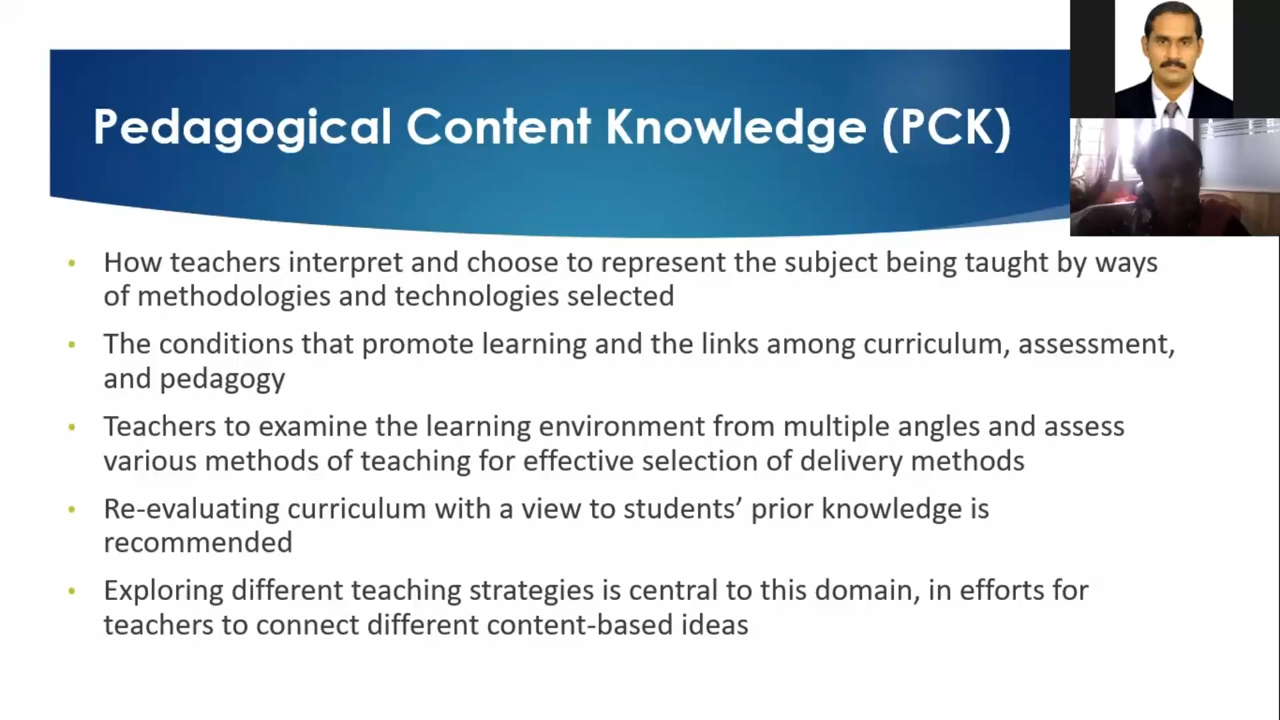 Pedagogical Content Knowledge (PCK)
• How teachers interpret and choose to represent the subject being taught by ways
of methodologies and technologies selected
• The conditions that promote learning and the links among curriculum, assessment,
and pedagogy
• Teachers to examine the learning environment from multiple angles and assess
various methods of teaching for effective selection of delivery methods
• Re-evaluating curriculum with a view to students’ prior knowledge is
recommended
• Exploring different teaching strategies is central to this domain, in efforts for
teachers to connect different content-based ideas